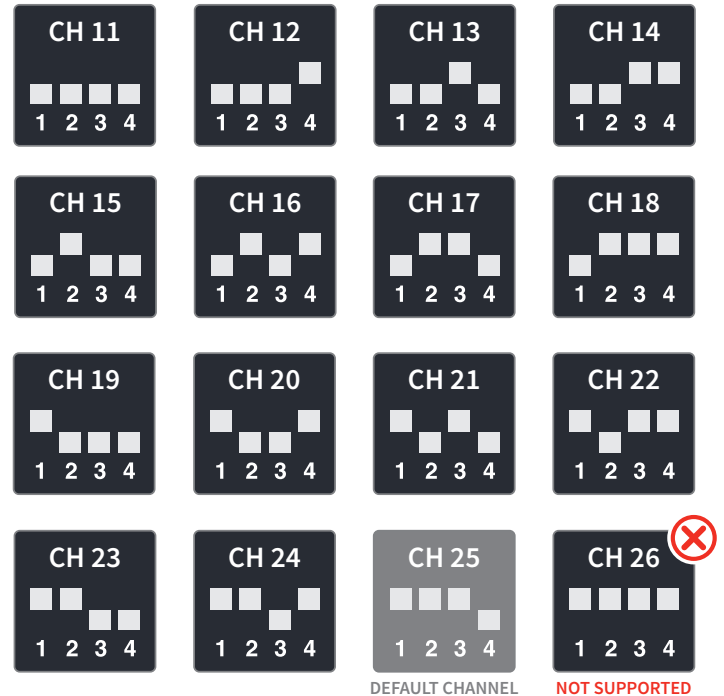 CH 11 CH 12 CH 13 CH 14
1 2 3 4 1 2 3 4 1 2 3 4 1 2 3 4
CH 15 CH 16 CH 17 CH 18
1 2 3 4 1 2 3 4 1 2 3 4 1 2 3 4
CH 19 CH 20 CH 21 CH 22
1 2 3 4 1 2 3 4 1 2 3 4 1 2 3 4
CH 23 CH 24 CH 25 CH 26
1 2 3 4 1 2 3 4 1 2 3 4 1 2 3 4
DEFAULT CHANNEL NOT SUPPORTED